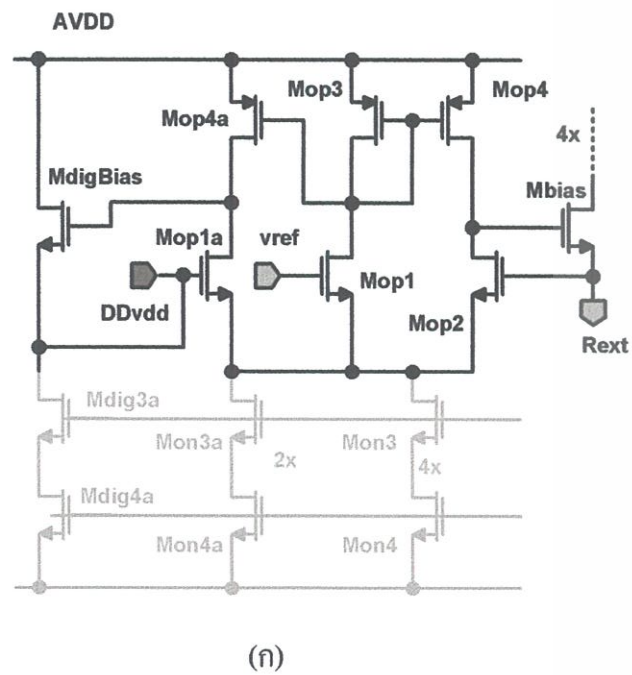 AVDD
Mop3
Mop4
Mop4a
4x
MdigBias
Mbias
Mop1a
vref
DDvdd
Mop1
Mop2
Rext
Mdig3a
Mon3a
2x
Mon3
4x
Mdig4a
Mon4a
Mon4
(ก)